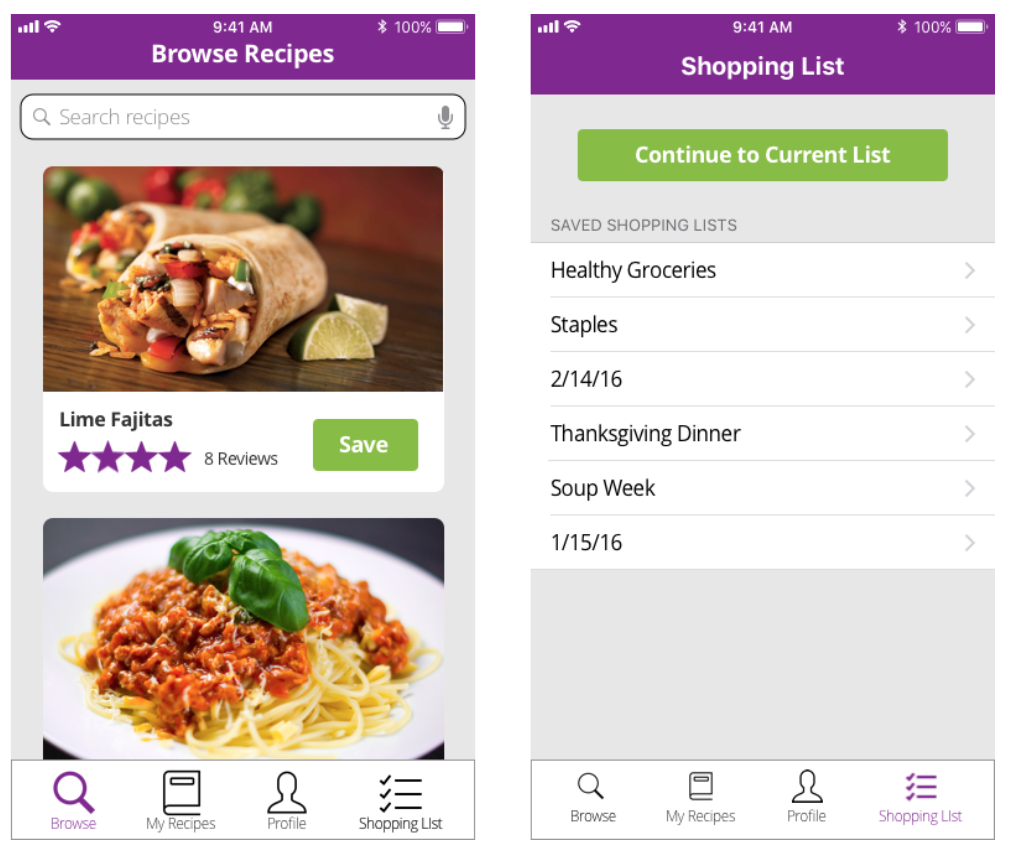 9:41 AM
100%
Browse Recipes
Search recipes
Lime Fajitas
8 Reviews
Save
Browse
My Recipes
Profile
Shopping LIst
9:41 AM
100%
Shopping List
Continue to Current List
SAVED SHOPPING LISTS
Healthy Groceries
Staples
2/14/16
Thanksgiving Dinner
Soup Week
1/15/16
Browse
My Recipes
Profile
Shopping LIst